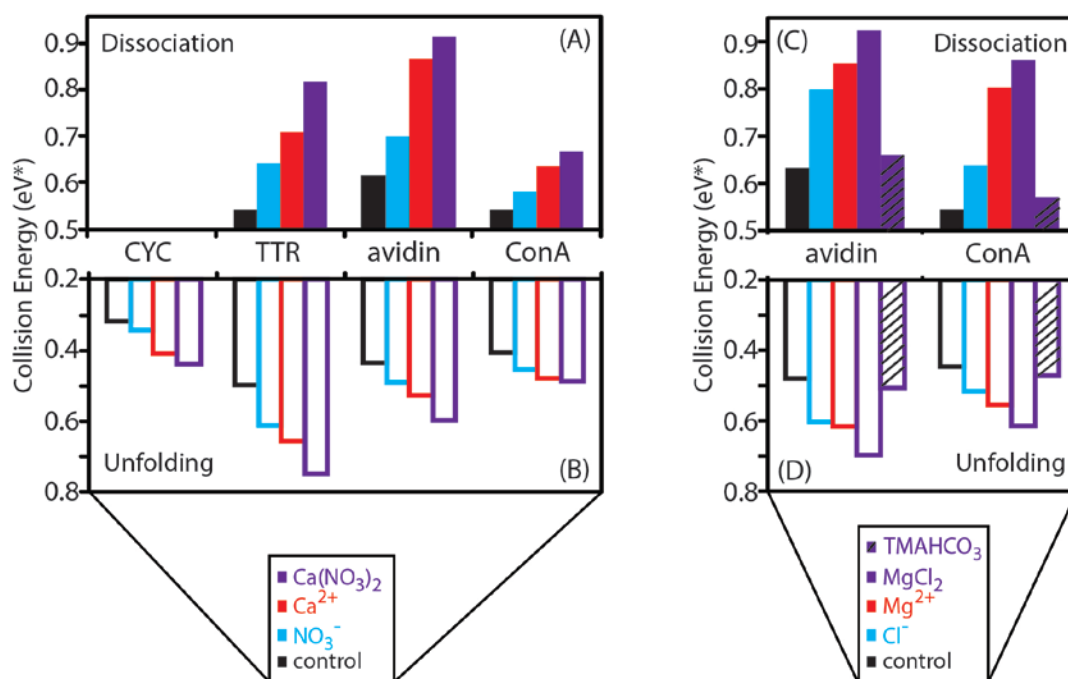 Dissociation (A)
0.9
0.8
0.7
0.6
0.5
CYC TTR avidin ConA
0.2
0.4
0.6
0.8
Unfolding (B)
Collision Energy (eV*)
Ca(NO₃)₂
Ca²⁺
NO₃⁻
control
(C) Dissociation
0.9
0.8
0.7
0.6
0.5
avidin ConA
0.2
0.4
0.6
0.8
(D) Unfolding
Collision Energy (eV*)
TMAHCO₃
MgCl₂
Mg²⁺
Cl⁻
control